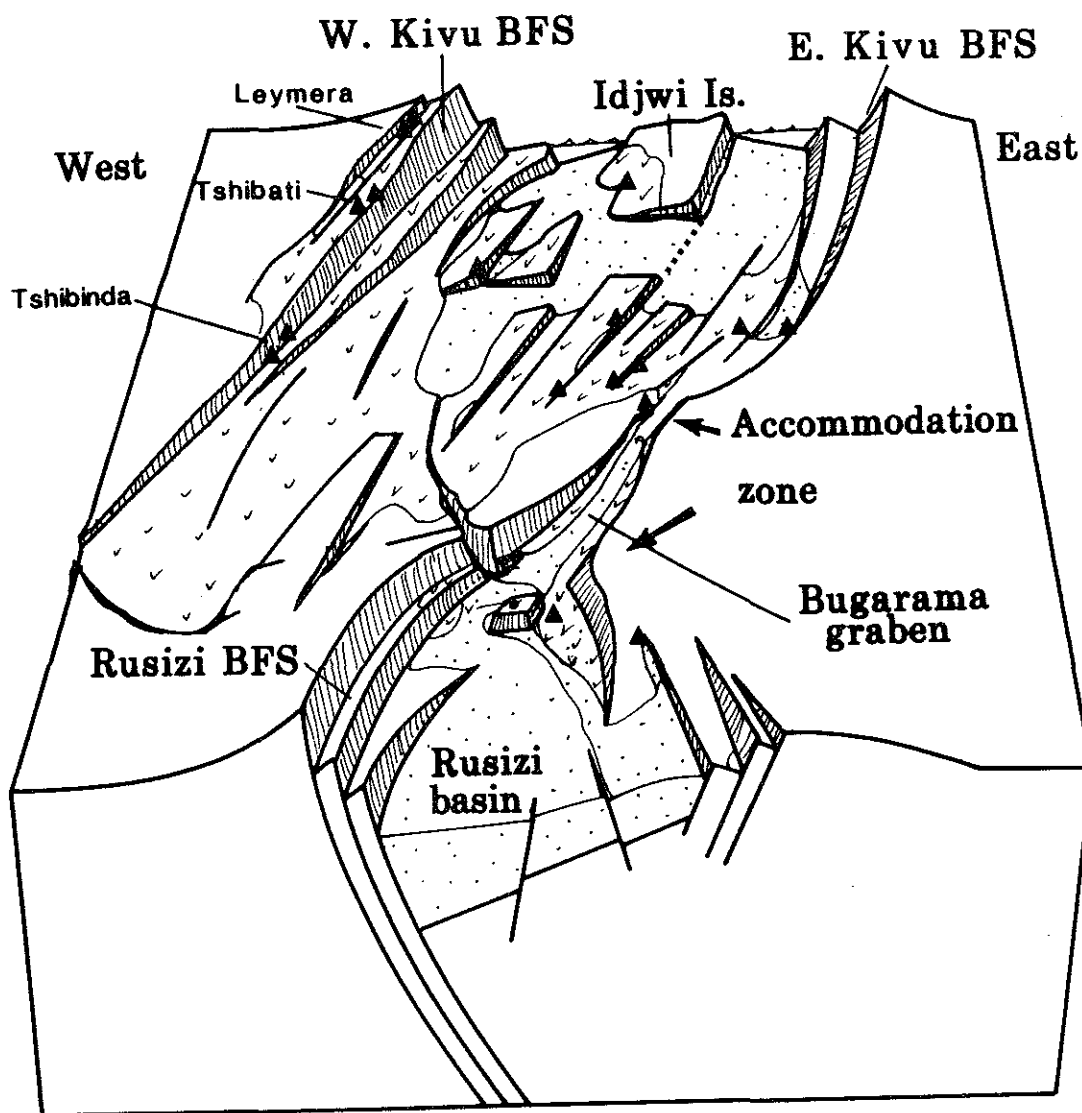 W. Kivu BFS
E. Kivu BFS
Leymera
Idjwi Is.
West
East
Tshibati
Tshibinda
Accommodation
zone
Bugarama
graben
Rusizi BFS
Rusizi
basin